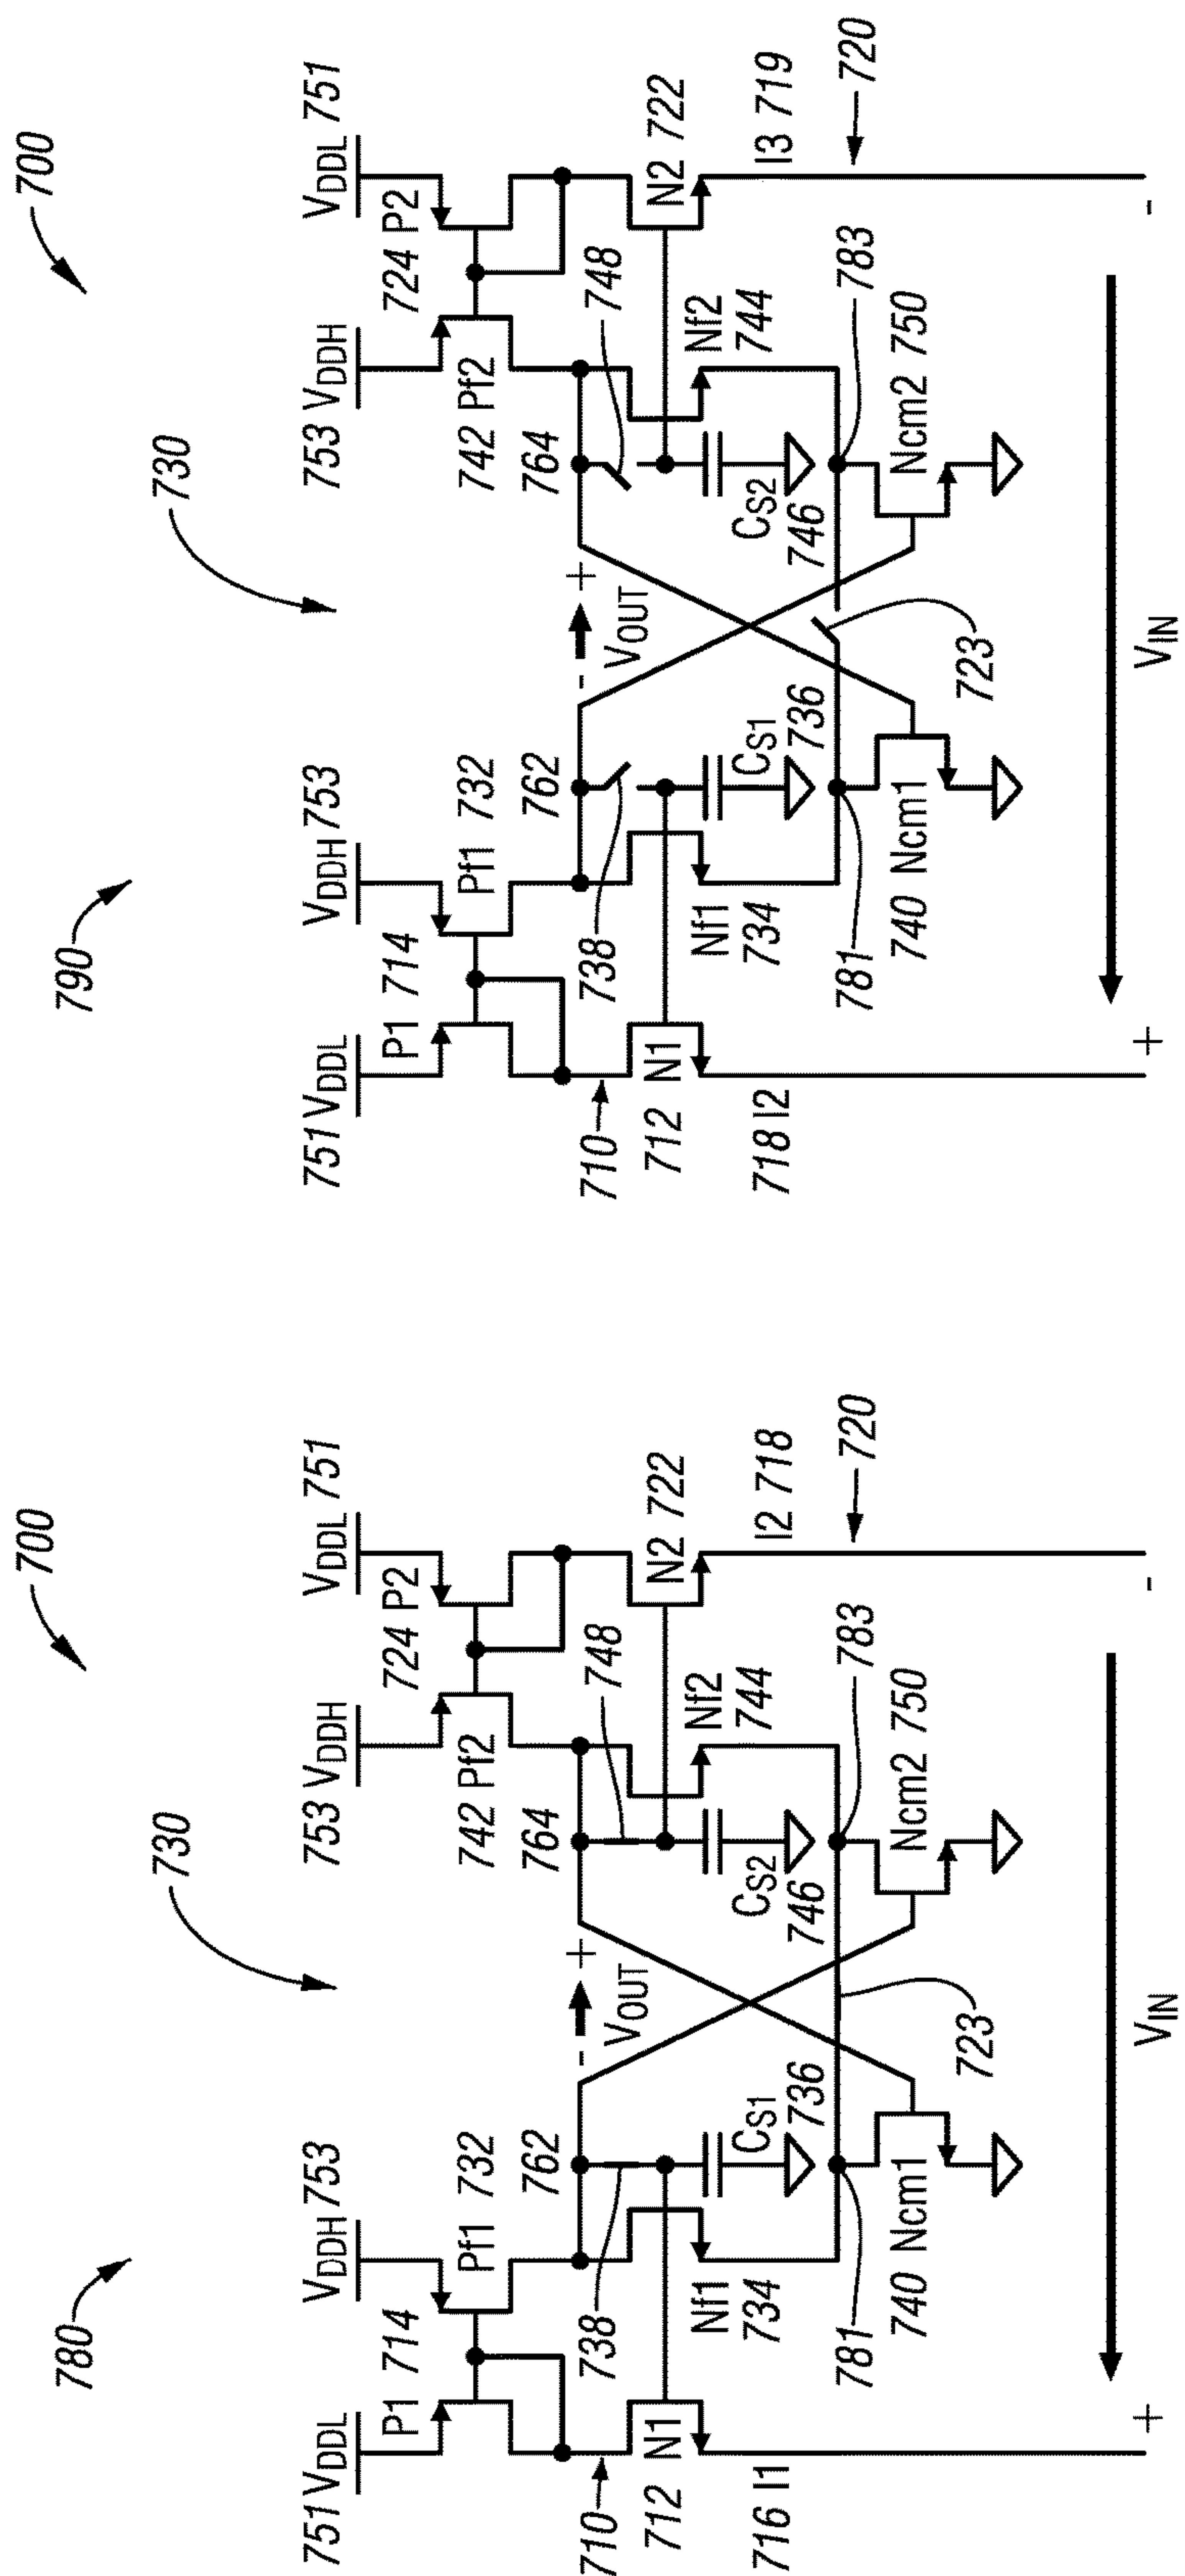 780
700
730
751 VDDL
VDDH 753
753 VDDH
VDDL 751
P1 714
Pf1 732
742 Pf2
724 P2
762
- +
VOUT
764
710
738
748
712 N1
Nf1
734
CS1
736
CS2
746
Nf2
744
N2 722
716 I1
I2 718
720
781
740 Ncm1
723
Ncm2 750
783
+
VIN
-
790
700
730
751 VDDL
VDDH 753
753 VDDH
VDDL 751
P1 714
Pf1 732
742 Pf2
724 P2
762
- +
VOUT
764
710
738
748
712 N1
Nf1
734
CS1
736
CS2
746
Nf2
744
N2 722
718 I2
I3 719
720
781
740 Ncm1
723
Ncm2 750
783
+
VIN
-